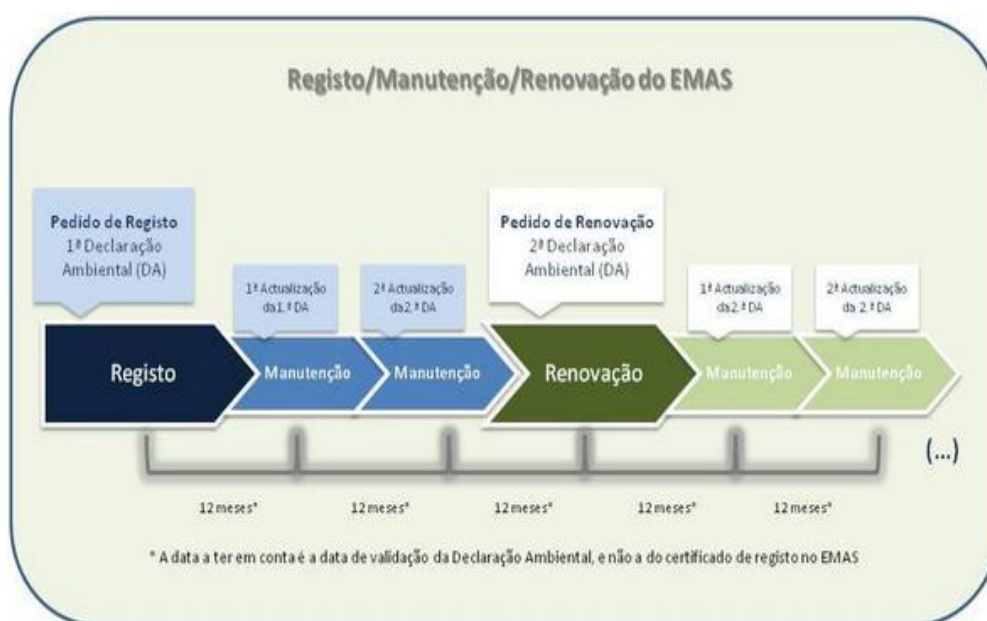 Registo/Manutenção/Renovação do EMAS
Pedido de Registo
1ª Declaração
Ambiental (DA)
1ª Actualização
da 1.ª DA
2ª Actualização
da 2.ª DA
Pedido de Renovação
2ª Declaração
Ambiental (DA)
1ª Actualização
da 2.ª DA
2ª Actualização
da 2.ª DA
Registo
Manutenção
Manutenção
Renovação
Manutenção
Manutenção
(...)
12 meses*
12 meses*
12 meses*
12 meses*
12 meses*
* A data a ter em conta é a data de validação da Declaração Ambiental, e não a do certificado de registo no EMAS